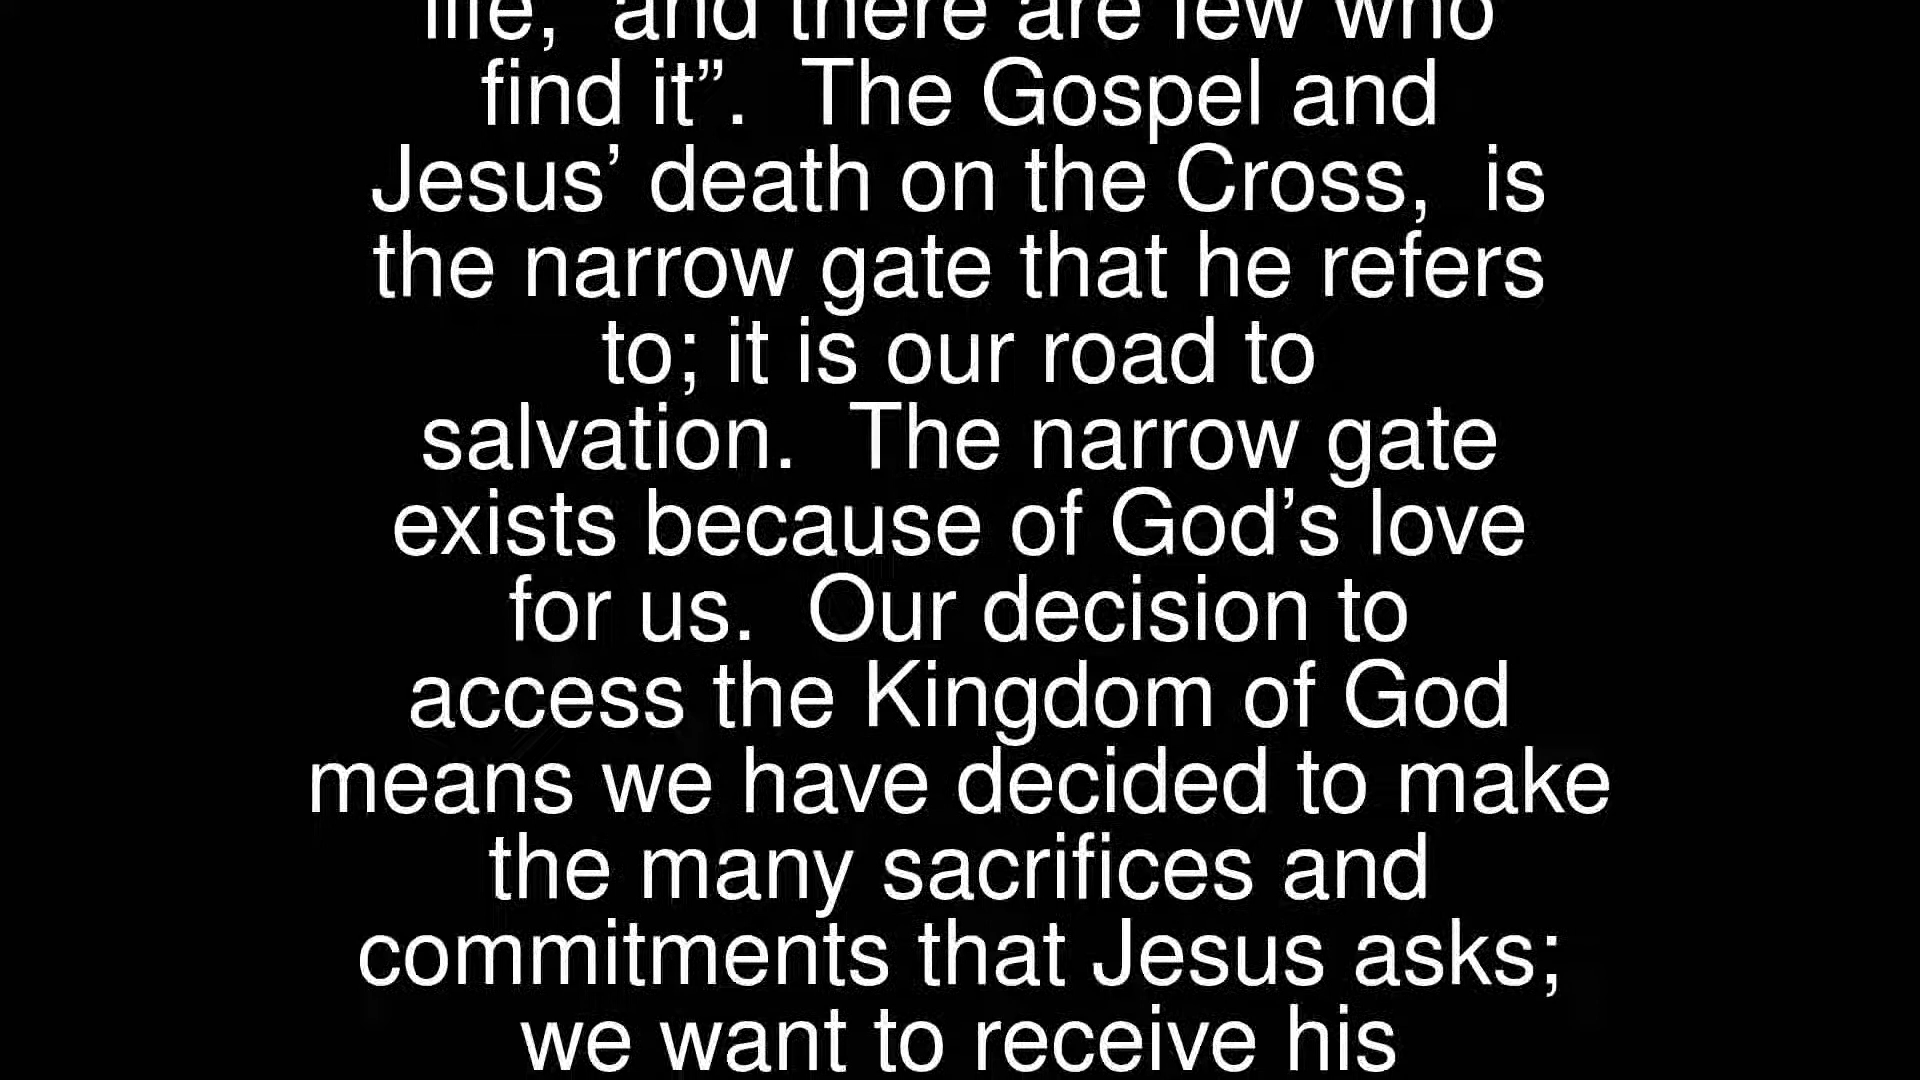 life,  and there are few who
find it”.  The Gospel and
Jesus’ death on the Cross,  is
the narrow gate that he refers
to; it is our road to
salvation.  The narrow gate
exists because of God’s love
for us.  Our decision to
access the Kingdom of God
means we have decided to make
the many sacrifices and
commitments that Jesus asks;
we want to receive his